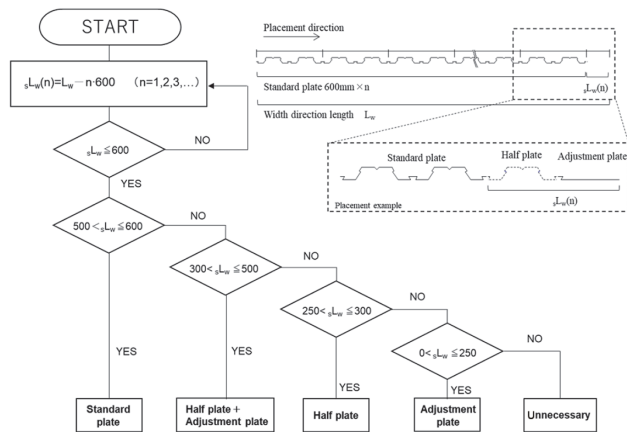 START
Placement direction
sLw(n)=Lw−n·600 (n=1,2,3,…)
Standard plate 600mm×n
sLw(n)
Width direction length Lw
NO
sLw≦600
YES
Standard plate
Half plate
Adjustment plate
sLw(n)
Placement example
500<sLw≦600
NO
300<sLw≦500
NO
250<sLw≦300
NO
0<sLw≦250
NO
YES
YES
YES
YES
Standard
plate
Half plate +
Adjustment plate
Half plate
Adjustment
plate
Unnecessary